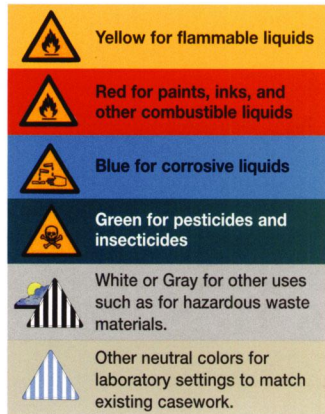 Yellow for flammable liquids
Red for paints, inks, and
other combustible liquids
Blue for corrosive liquids
Green for pesticides and
insecticides
White or Gray for other uses
such as for hazardous waste
materials.
Other neutral colors for
laboratory settings to match
existing casework.